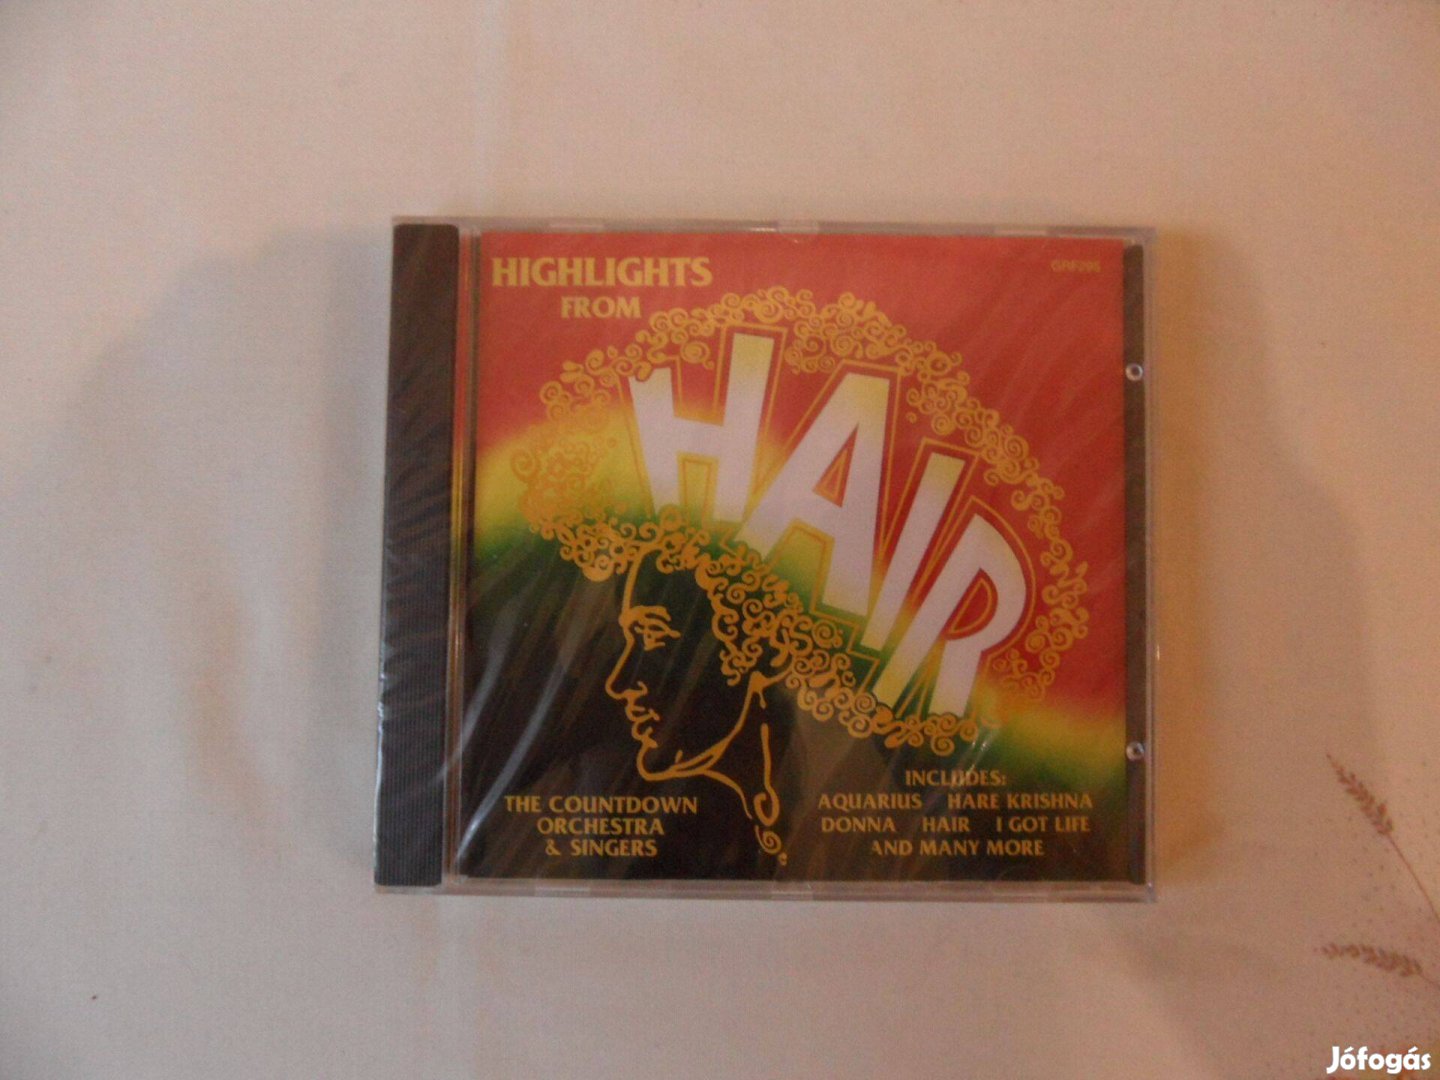 HIGHLIGHTS
FROM
GRF295
HAIR
THE COUNTDOWN
ORCHESTRA
& SINGERS
INCLUDES:
AQUARIUS HARE KRISHNA
DONNA HAIR I GOT LIFE
AND MANY MORE
Jófogás